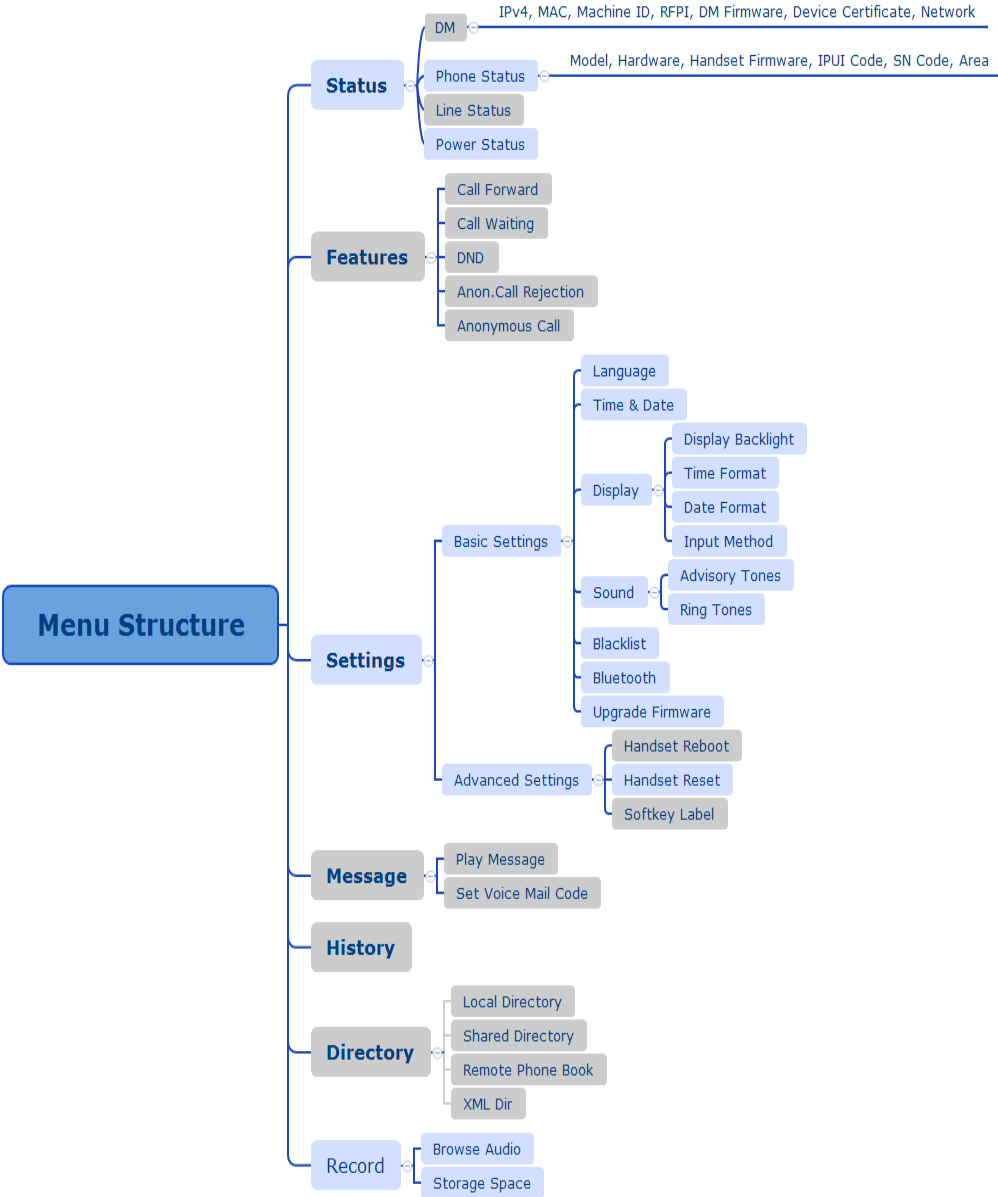 Menu Structure
Status
DM
IPv4, MAC, Machine ID, RFPI, DM Firmware, Device Certificate, Network
Phone Status
Model, Hardware, Handset Firmware, IPUI Code, SN Code, Area
Line Status
Power Status
Features
Call Forward
Call Waiting
DND
Anon.Call Rejection
Anonymous Call
Settings
Basic Settings
Language
Time & Date
Display
Display Backlight
Time Format
Date Format
Input Method
Sound
Advisory Tones
Ring Tones
Blacklist
Bluetooth
Upgrade Firmware
Advanced Settings
Handset Reboot
Handset Reset
Softkey Label
Message
Play Message
Set Voice Mail Code
History
Directory
Local Directory
Shared Directory
Remote Phone Book
XML Dir
Record
Browse Audio
Storage Space